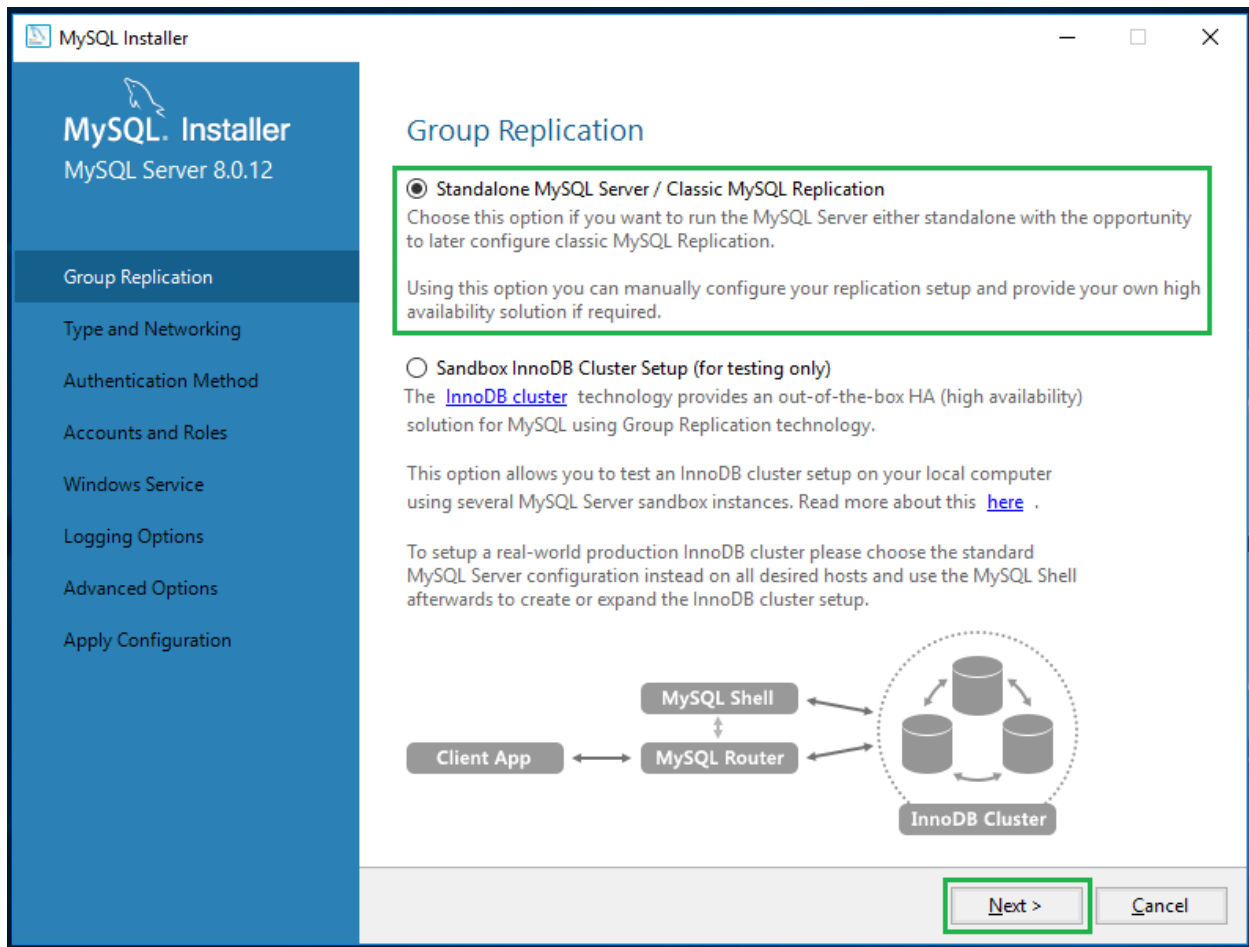 MySQL Installer
MySQL. Installer
MySQL Server 8.0.12
Group Replication
Type and Networking
Authentication Method
Accounts and Roles
Windows Service
Logging Options
Advanced Options
Apply Configuration
Group Replication
Standalone MySQL Server / Classic MySQL Replication
Choose this option if you want to run the MySQL Server either standalone with the opportunity
to later configure classic MySQL Replication.
Using this option you can manually configure your replication setup and provide your own high
availability solution if required.
Sandbox InnoDB Cluster Setup (for testing only)
The InnoDB cluster technology provides an out-of-the-box HA (high availability)
solution for MySQL using Group Replication technology.
This option allows you to test an InnoDB cluster setup on your local computer
using several MySQL Server sandbox instances. Read more about this here .
To setup a real-world production InnoDB cluster please choose the standard
MySQL Server configuration instead on all desired hosts and use the MySQL Shell
afterwards to create or expand the InnoDB cluster setup.
MySQL Shell
Client App
MySQL Router
InnoDB Cluster
Next >
Cancel